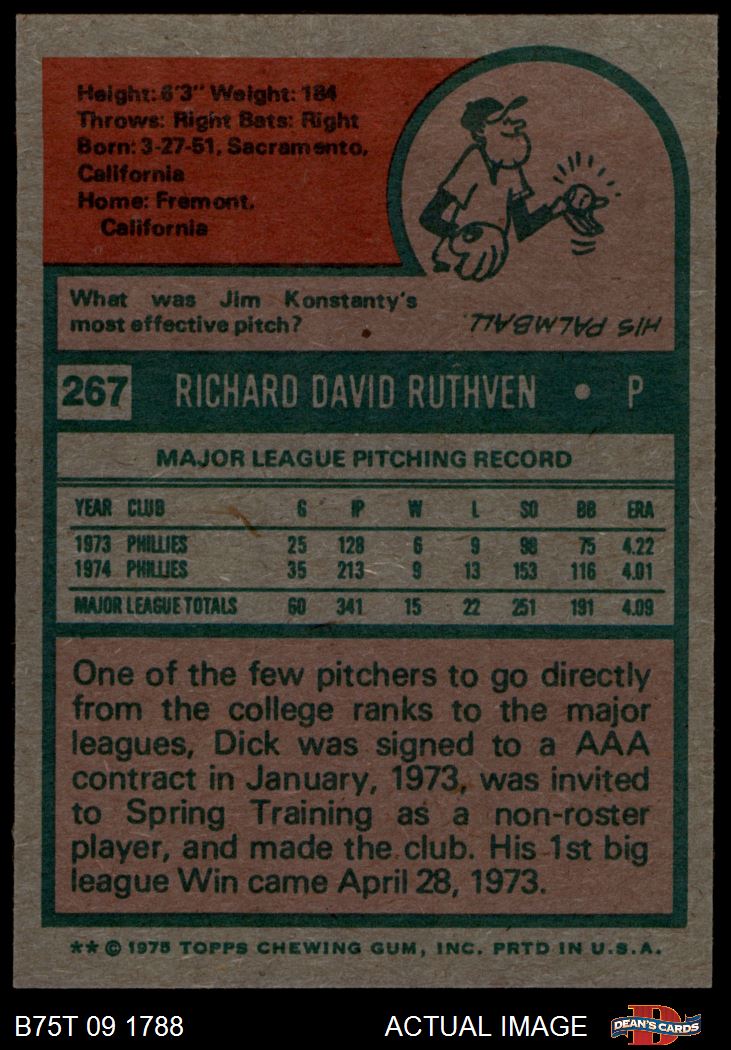 Height: 6'3" Weight: 184
Throws: Right Bats: Right
Born: 3-27-51, Sacramento,
California
Home: Fremont,
California
What was Jim Konstanty's
most effective pitch?
HIS PALMBALL
267 RICHARD DAVID RUTHVEN • P
MAJOR LEAGUE PITCHING RECORD
YEAR CLUB G IP W L SO BB ERA
1973 PHILLIES 25 128 6 9 98 75 4.22
1974 PHILLIES 35 213 9 13 153 116 4.01
MAJOR LEAGUE TOTALS 60 341 15 22 251 191 4.09
One of the few pitchers to go directly
from the college ranks to the major
leagues, Dick was signed to a AAA
contract in January, 1973, was invited
to Spring Training as a non-roster
player, and made the club. His 1st big
league Win came April 28, 1973.
** © 1975 TOPPS CHEWING GUM, INC. PRTD IN U.S.A.
B75T 09 1788 ACTUAL IMAGE DEAN'S CARDS